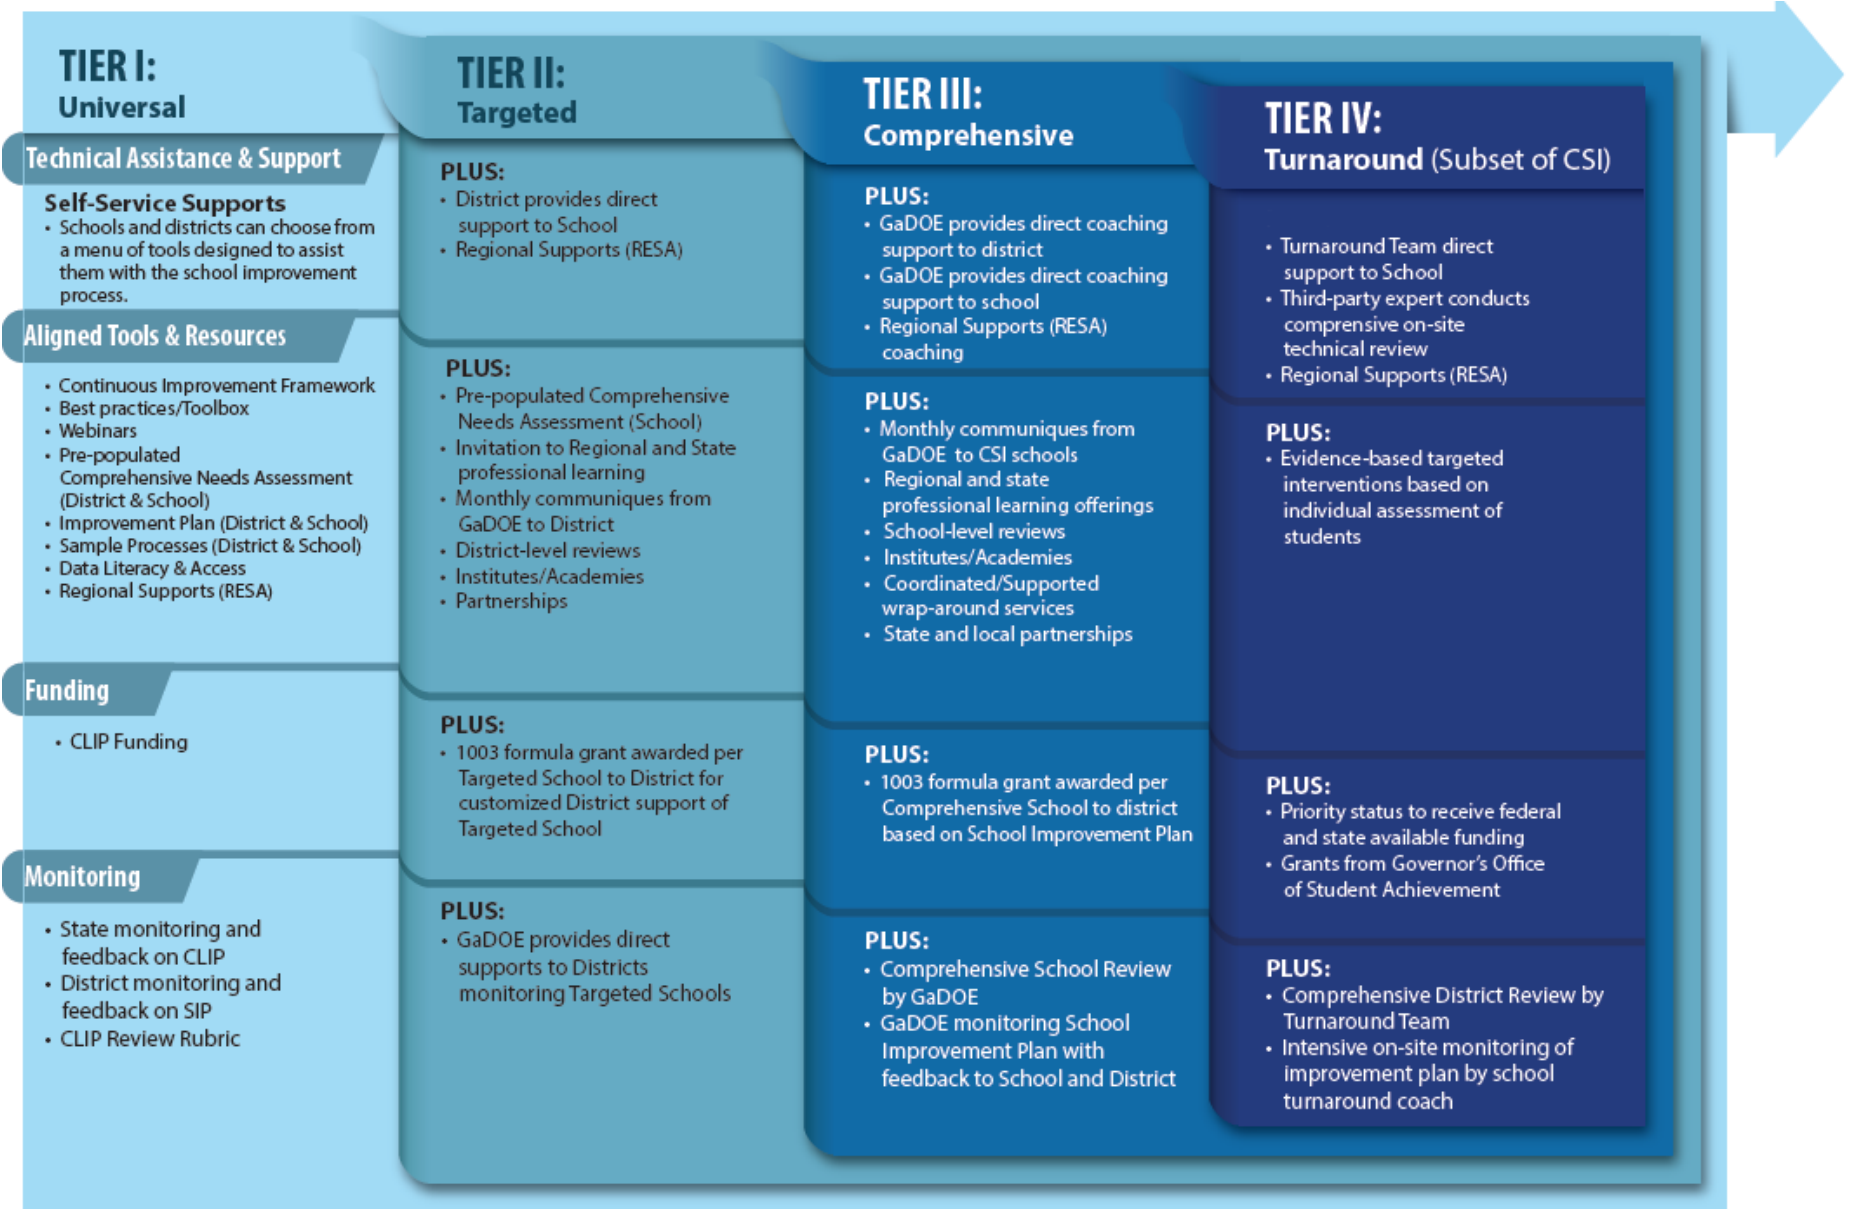 TIER I:
Universal
Technical Assistance & Support
Self-Service Supports
• Schools and districts can choose from
a menu of tools designed to assist
them with the school improvement
process.
Aligned Tools & Resources
• Continuous Improvement Framework
• Best practices/Toolbox
• Webinars
• Pre-populated
Comprehensive Needs Assessment
(District & School)
• Improvement Plan (District & School)
• Sample Processes (District & School)
• Data Literacy & Access
• Regional Supports (RESA)
Funding
• CLIP Funding
Monitoring
• State monitoring and
feedback on CLIP
• District monitoring and
feedback on SIP
• CLIP Review Rubric
TIER II:
Targeted
PLUS:
• District provides direct
support to School
• Regional Supports (RESA)
PLUS:
• Pre-populated Comprehensive
Needs Assessment (School)
• Invitation to Regional and State
professional learning
• Monthly communiques from
GaDOE to District
• District-level reviews
• Institutes/Academies
• Partnerships
PLUS:
• 1003 formula grant awarded per
Targeted School to District for
customized District support of
Targeted School
PLUS:
• GaDOE provides direct
supports to Districts
monitoring Targeted Schools
TIER III:
Comprehensive
PLUS:
• GaDOE provides direct coaching
support to district
• GaDOE provides direct coaching
support to school
• Regional Supports (RESA)
coaching
PLUS:
• Monthly communiques from
GaDOE to CSI schools
• Regional and state
professional learning offerings
• School-level reviews
• Institutes/Academies
• Coordinated/Supported
wrap-around services
• State and local partnerships
PLUS:
• 1003 formula grant awarded per
Comprehensive School to district
based on School Improvement Plan
PLUS:
• Comprehensive School Review
by GaDOE
• GaDOE monitoring School
Improvement Plan with
feedback to School and District
TIER IV:
Turnaround (Subset of CSI)
• Turnaround Team direct
support to School
• Third-party expert conducts
comprensive on-site
technical review
• Regional Supports (RESA)
PLUS:
• Evidence-based targeted
interventions based on
individual assessment of
students
PLUS:
• Priority status to receive federal
and state available funding
• Grants from Governor's Office
of Student Achievement
PLUS:
• Comprehensive District Review by
Turnaround Team
• Intensive on-site monitoring of
improvement plan by school
turnaround coach